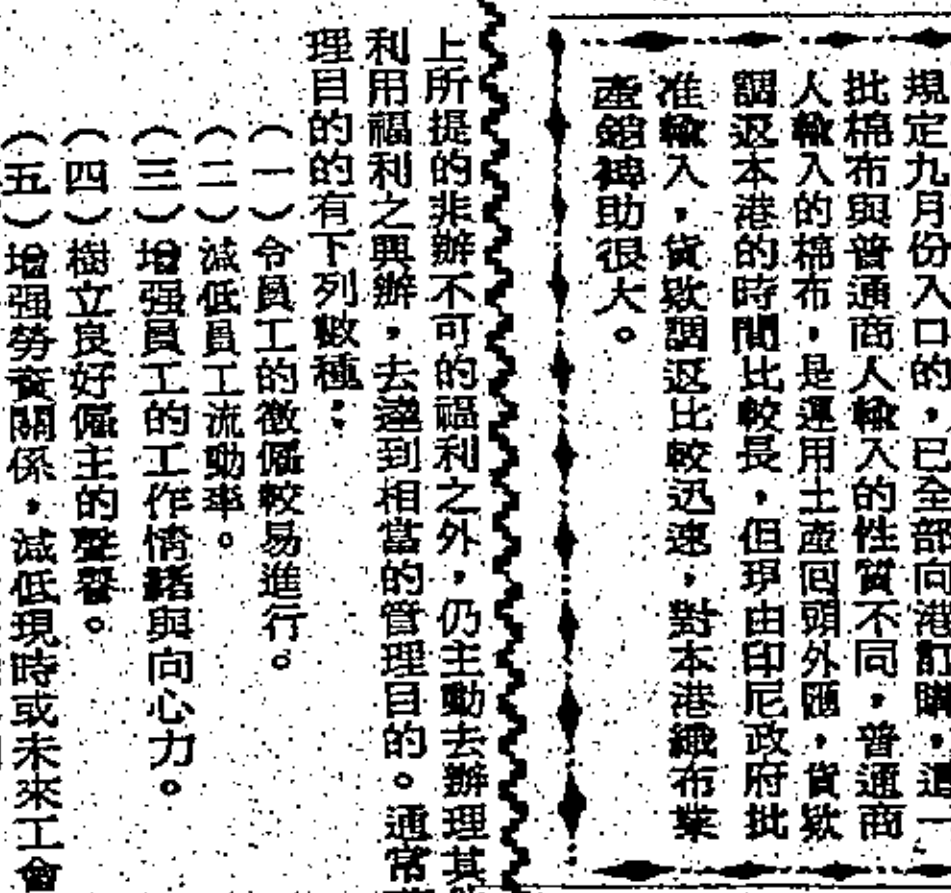 規定九月份入口的，已全部向港訂購，這一
批棉布與普通商人輸入的性質不同，普通商
人輸入的棉布，是運用土產回頭外匯，貨欵
調返本港的時間比較長，但現由印尼政府批
准輸入，貨欵調返比較迅速，對本港織布業
產銷裨助很大。
上所提的非辦不可的福利之外，仍主動去辦理其
利用福利之興辦，去達到相當的管理目的。通常
理目的的有下列數種：
（一）令員工的徵僱較易進行。
（二）減低員工流動率。
（三）增强員工的工作情緒與向心力。
（四）樹立良好僱主的聲譽。
（五）增强勞資關係，減低現時或未來工會